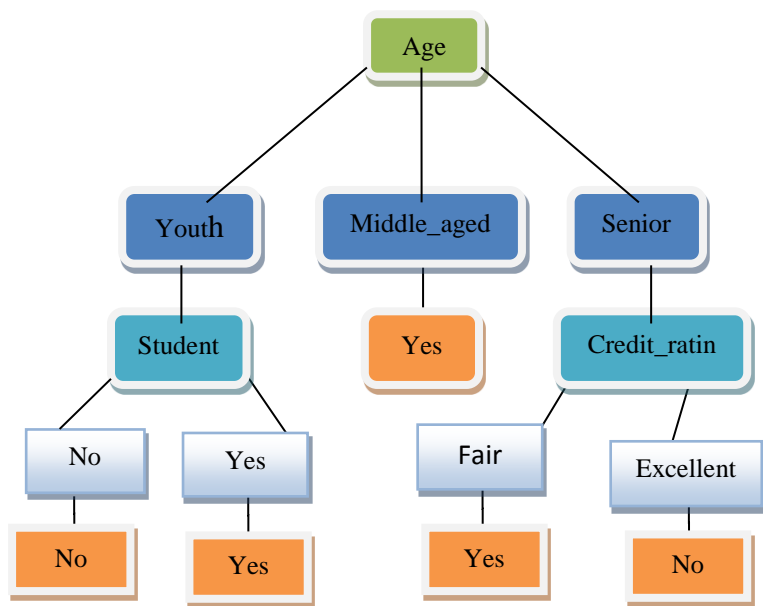 Age
Youth
Middle_aged
Senior
Student
Yes
Credit_ratin
No
Yes
Fair
Excellent
No
Yes
Yes
No